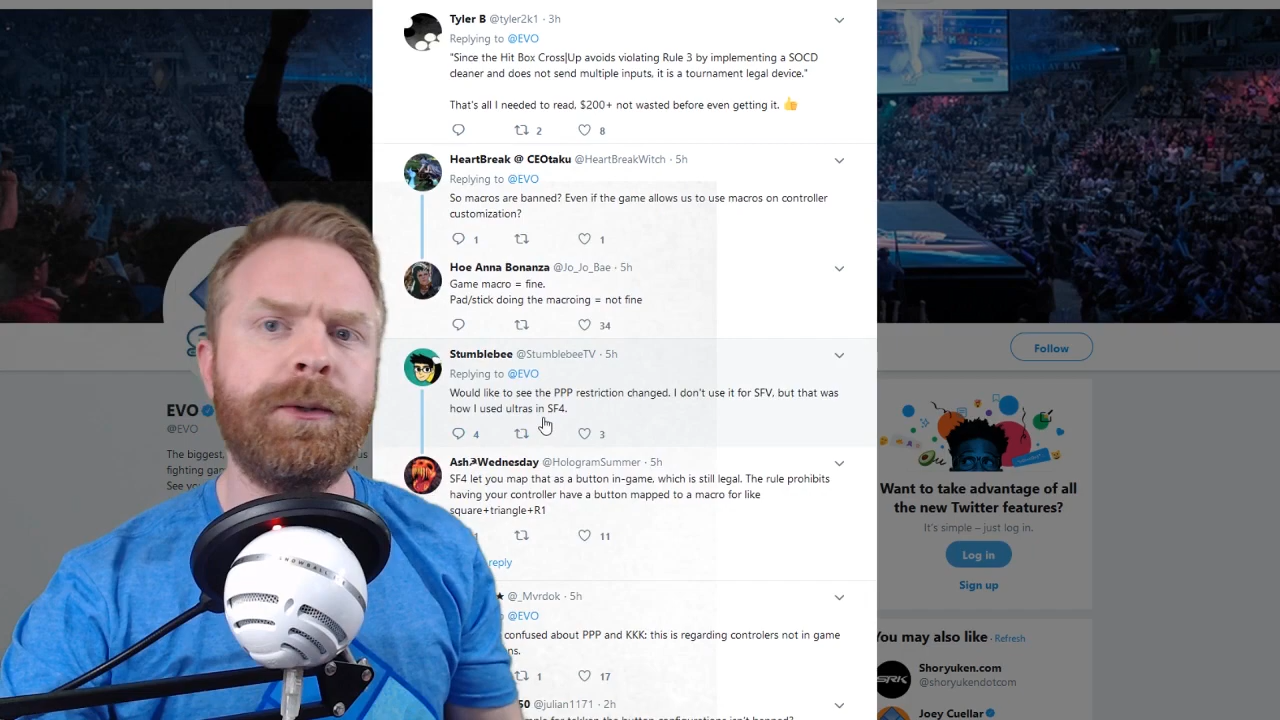 Tyler B @tyler2k1 · 3h
Replying to @EVO
"Since the Hit Box Cross|Up avoids violating Rule 3 by implementing a SOCD
cleaner and does not send multiple inputs, it is a tournament legal device."
That's all I needed to read, $200+ not wasted before even getting it. 👍
2 8
HeartBreak @ CEOtaku @HeartBreakWitch · 5h
Replying to @EVO
So macros are banned? Even if the game allows us to use macros on controller
customization?
1 1
Hoe Anna Bonanza @Jo_Jo_Bae · 5h
Game macro = fine.
Pad/stick doing the macroing = not fine
34
Stumblebee @StumblebeeTV · 5h
Replying to @EVO
Would like to see the PPP restriction changed. I don't use it for SFV, but that was
how I used ultras in SF4.
4 3
Ash☭Wednesday @HologramSummer · 5h
SF4 let you map that as a button in-game, which is still legal. The rule prohibits
having your controller have a button mapped to a macro for like
square+triangle+R1
11
reply
★ @_Mvrdok · 5h
@EVO
confused about PPP and KKK; this is regarding controlers not in game
1 17
50 @julian1171 · 2h
EVO
@EVO
The biggest,
fighting gam
See you
SNOWBALL
Follow
Want to take advantage of all
the new Twitter features?
It's simple – just log in.
Log in
Sign up
You may also like · Refresh
SRK
Shoryuken.com
@shoryukendotcom
Joey Cuellar